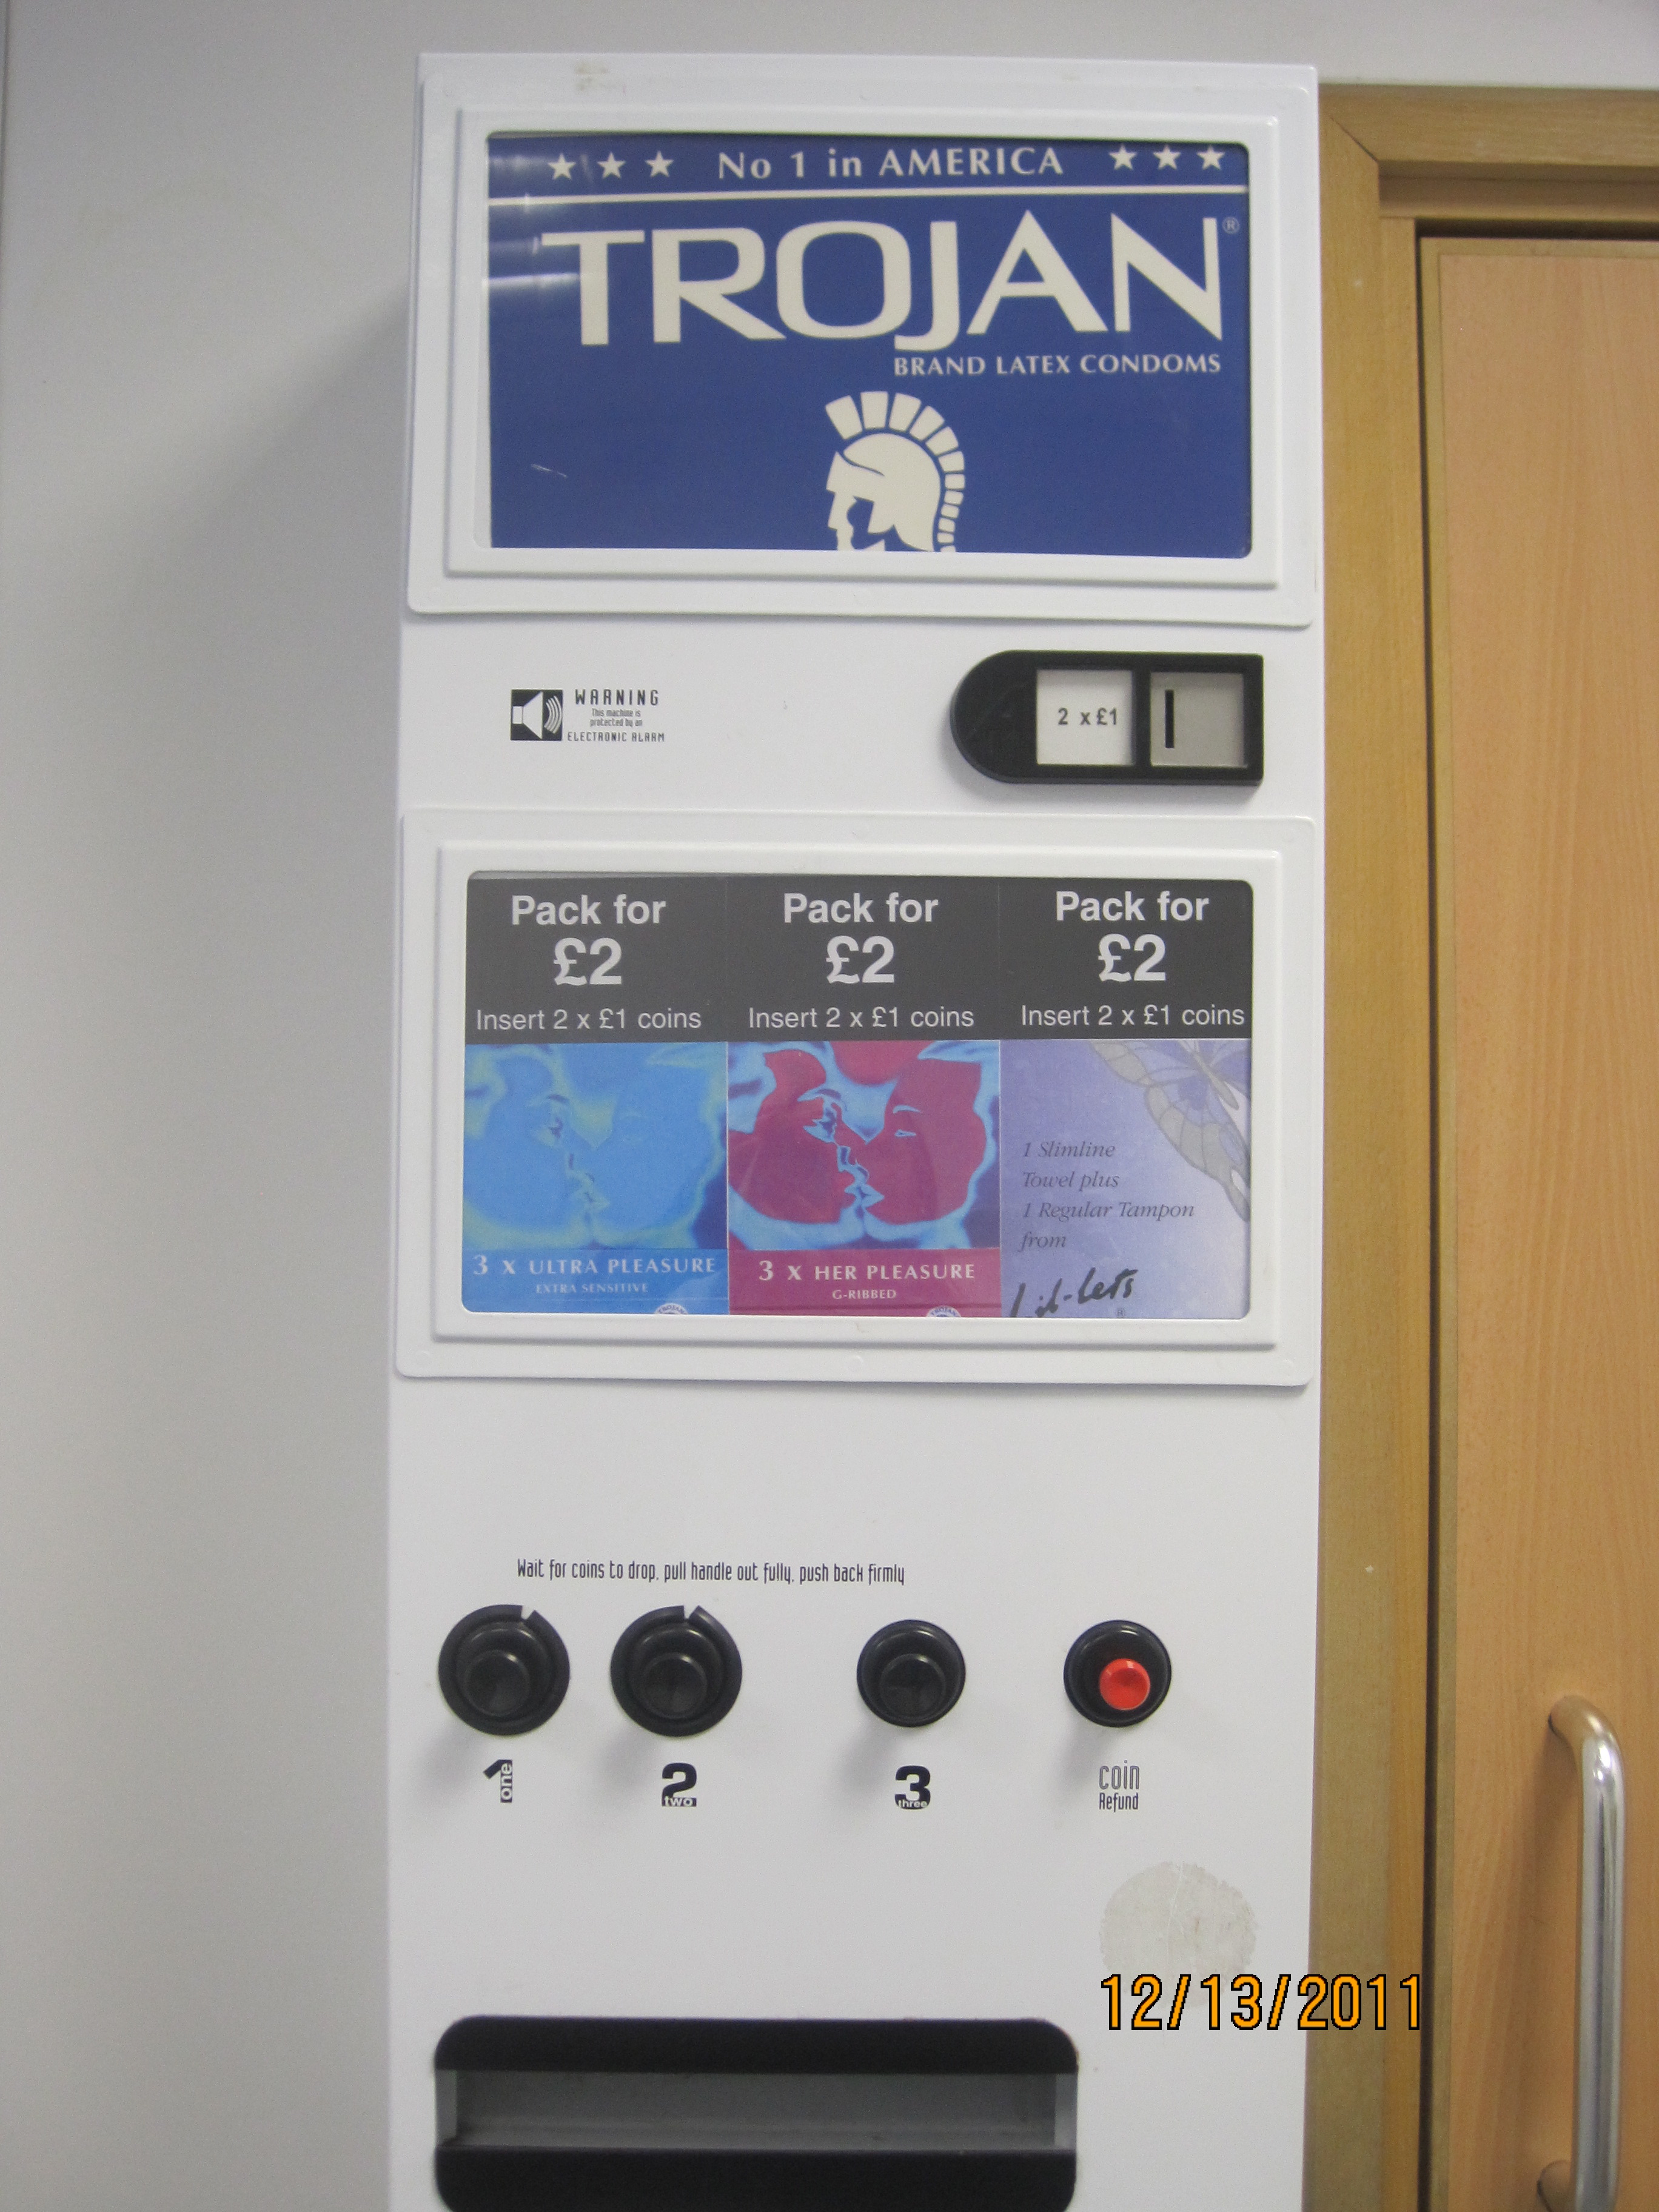 ★ ★ ★ No 1 in AMERICA ★ ★ ★
TROJAN®
BRAND LATEX CONDOMS
WARNING
This machine is
protected by an
ELECTRONIC ALARM
2 x £1
Pack for
£2
Insert 2 x £1 coins
Pack for
£2
Insert 2 x £1 coins
Pack for
£2
Insert 2 x £1 coins
3 X ULTRA PLEASURE
EXTRA SENSITIVE
3 X HER PLEASURE
G-RIBBED
1 Slimline
Towel plus
1 Regular Tampon
from
Lil-Lets
®
Wait for coins to drop, pull handle out fully, push back firmly
1 one
2 two
3 three
coin
Refund
12/13/2011